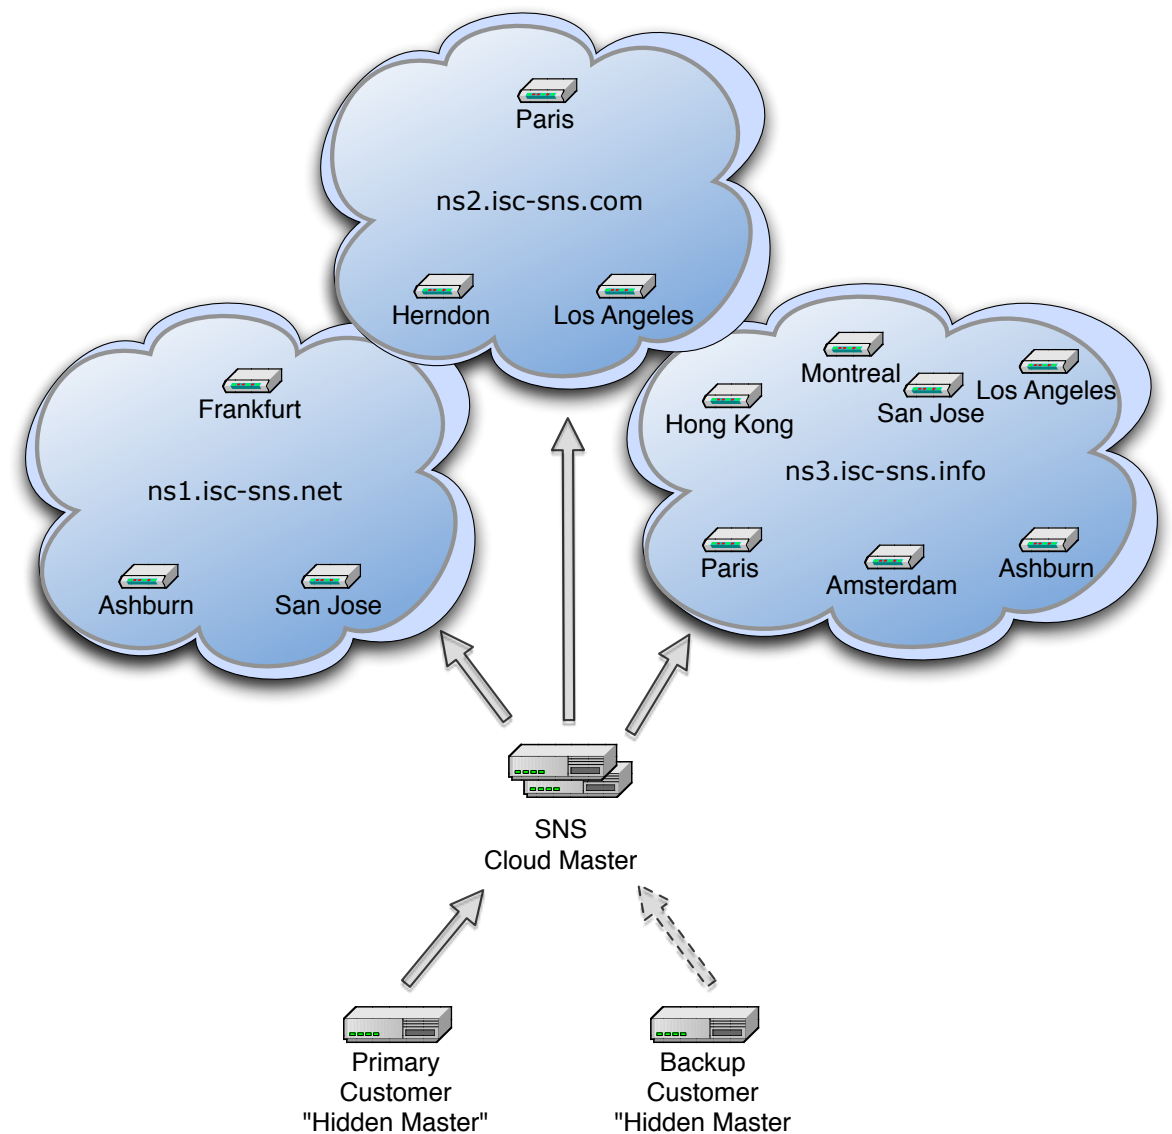 Paris
ns2.isc-sns.com
Herndon
Los Angeles
Frankfurt
ns1.isc-sns.net
Ashburn
San Jose
Montreal
Los Angeles
San Jose
Hong Kong
ns3.isc-sns.info
Paris
Amsterdam
Ashburn
SNS
Cloud Master
Primary
Customer
"Hidden Master"
Backup
Customer
"Hidden Master